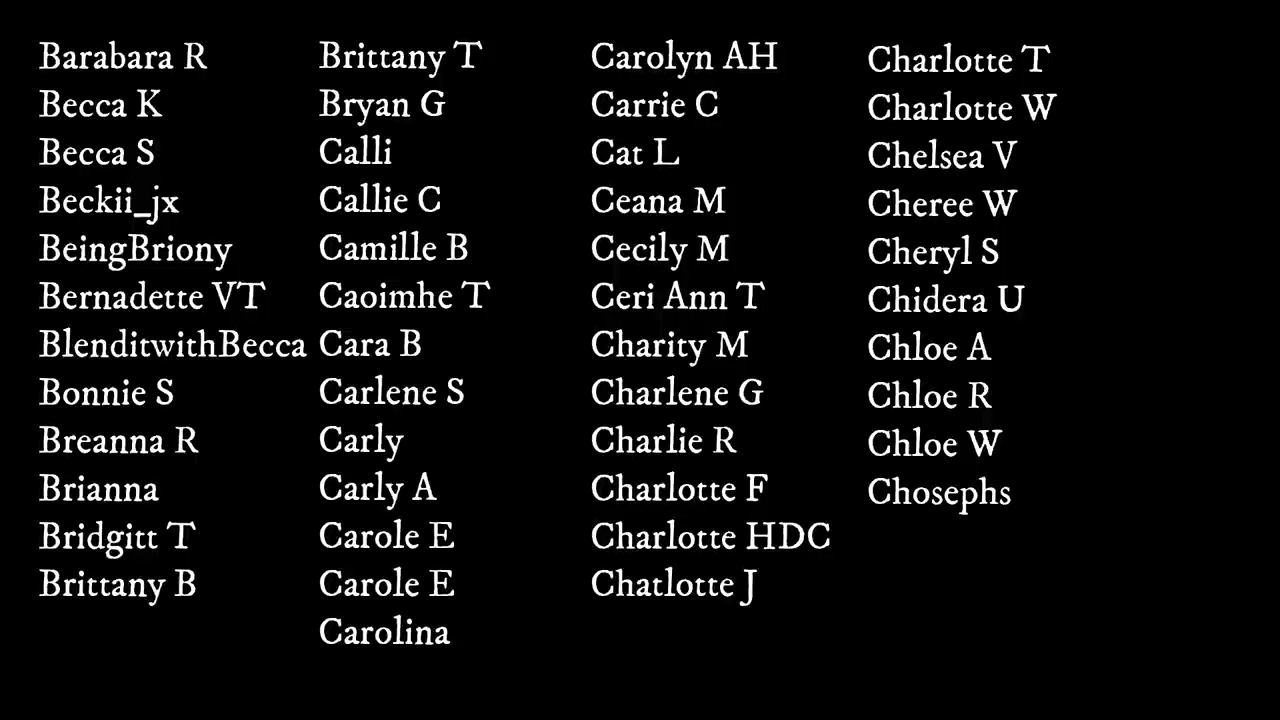 Barabara R
Becca K
Becca S
Beckii_jx
BeingBriony
Bernadette VT
BlenditwithBecca
Bonnie S
Breanna R
Brianna
Bridgitt T
Brittany B
Brittany T
Bryan G
Calli
Callie C
Camille B
Caoimhe T
Cara B
Carlene S
Carly
Carly A
Carole E
Carole E
Carolina
Carolyn AH
Carrie C
Cat L
Ceana M
Cecily M
Ceri Ann T
Charity M
Charlene G
Charlie R
Charlotte F
Charlotte HDC
Chatlotte J
Charlotte T
Charlotte W
Chelsea V
Cheree W
Cheryl S
Chidera U
Chloe A
Chloe R
Chloe W
Chosephs